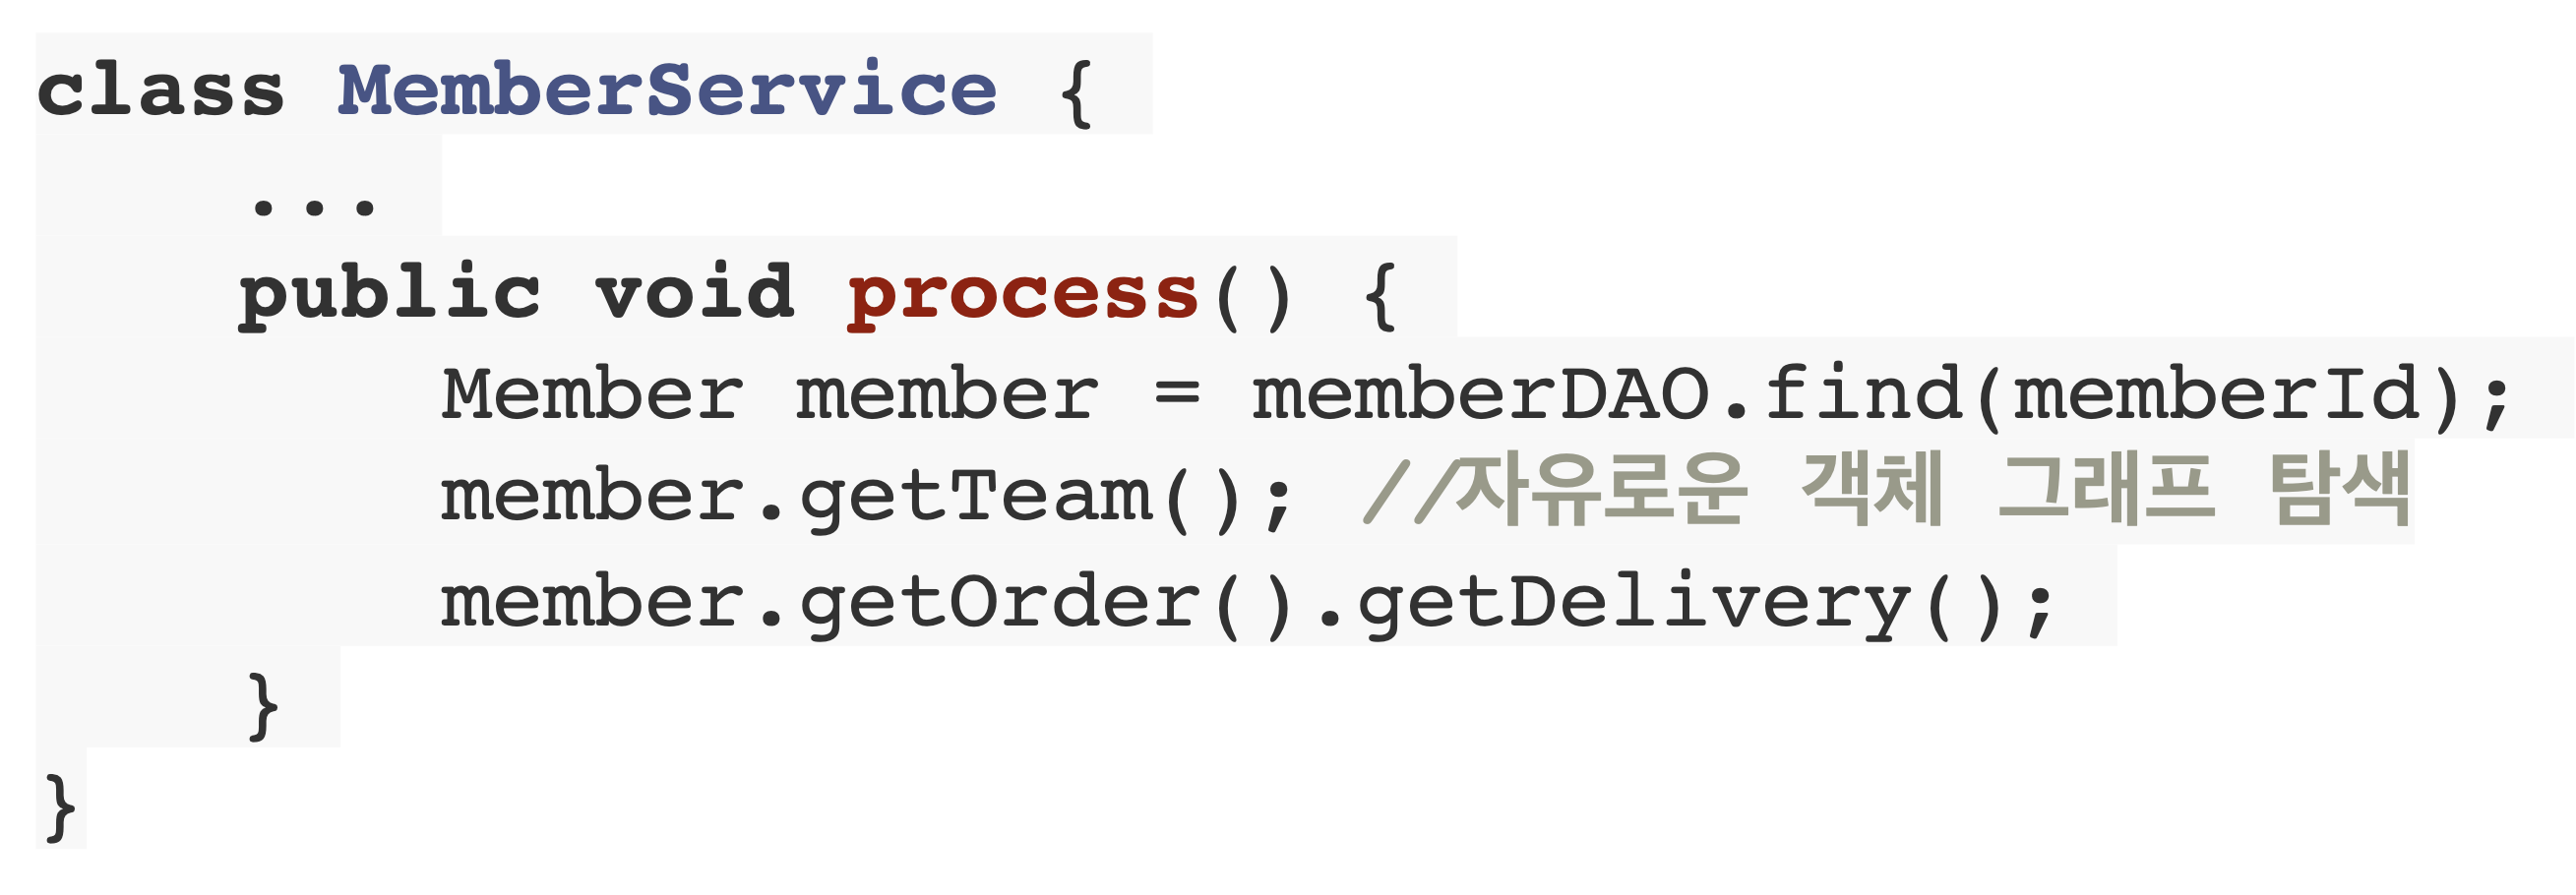 class MemberService {
    ...
    public void process() {
        Member member = memberDAO.find(memberId);
        member.getTeam(); //자유로운 객체 그래프 탐색
        member.getOrder().getDelivery();
    }
}